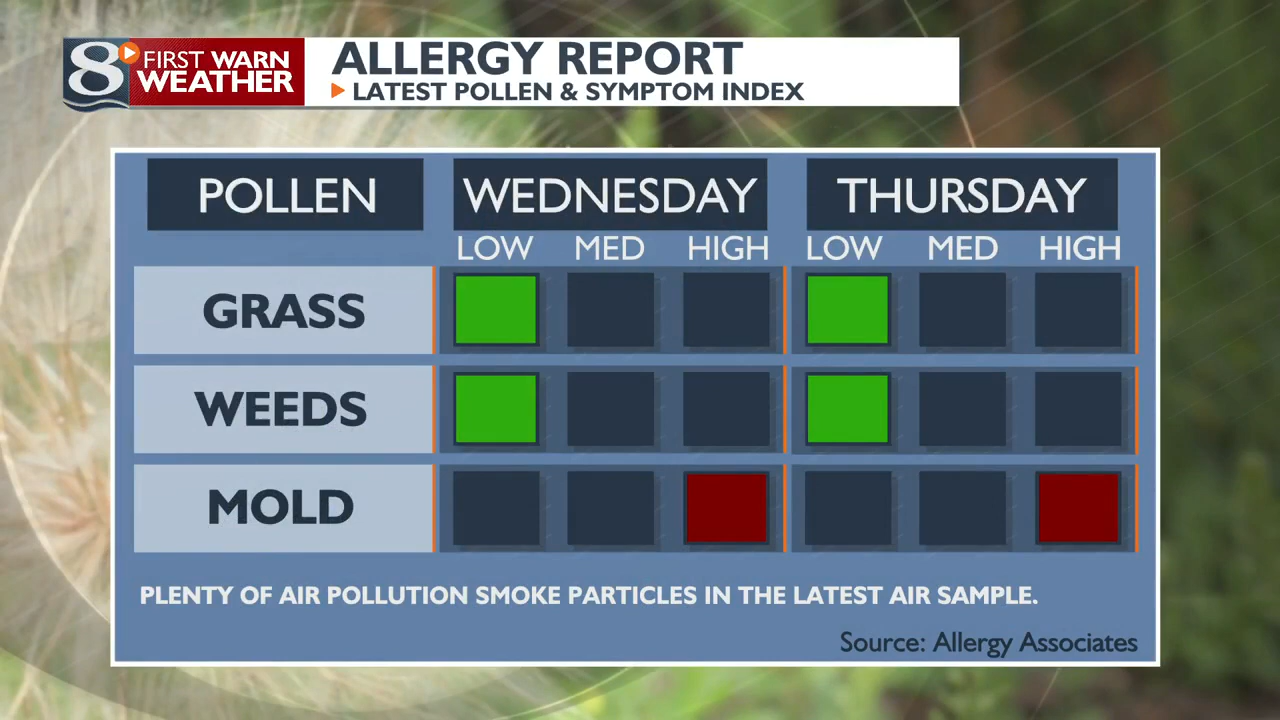 8 FIRST WARN
WEATHER
ALLERGY REPORT
LATEST POLLEN & SYMPTOM INDEX
POLLEN WEDNESDAY THURSDAY
LOW MED HIGH LOW MED HIGH
GRASS
WEEDS
MOLD
PLENTY OF AIR POLLUTION SMOKE PARTICLES IN THE LATEST AIR SAMPLE.
Source: Allergy Associates